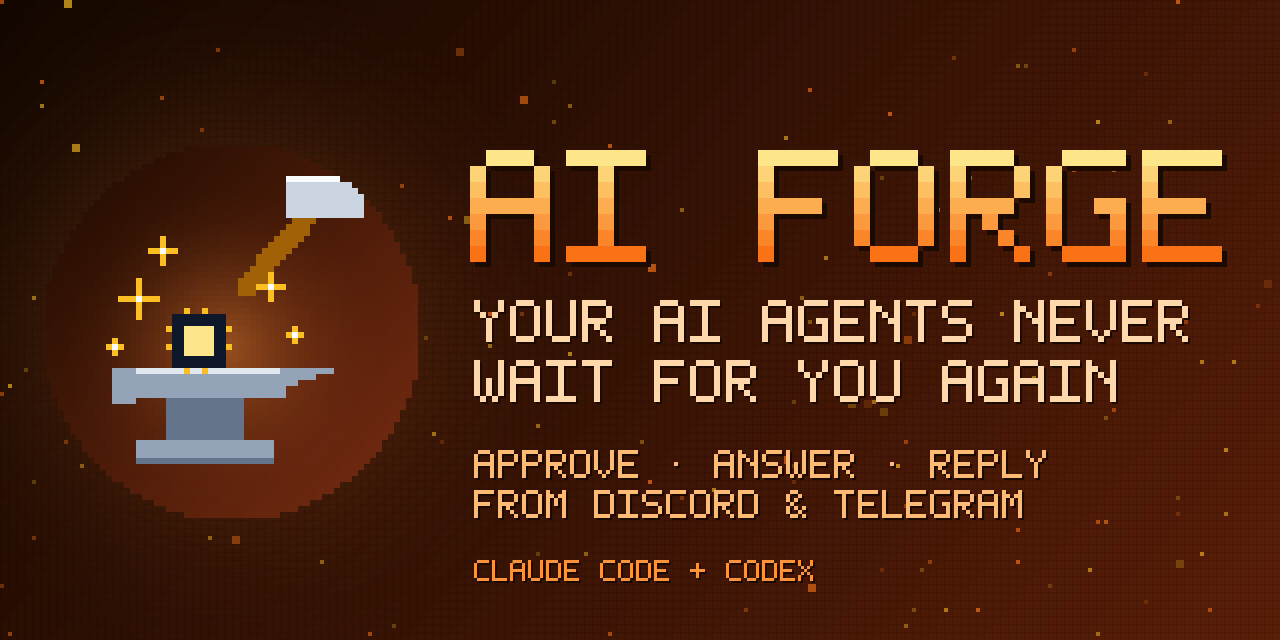 AI FORGE
YOUR AI AGENTS NEVER
WAIT FOR YOU AGAIN
APPROVE · ANSWER · REPLY
FROM DISCORD & TELEGRAM
CLAUDE CODE + CODEX